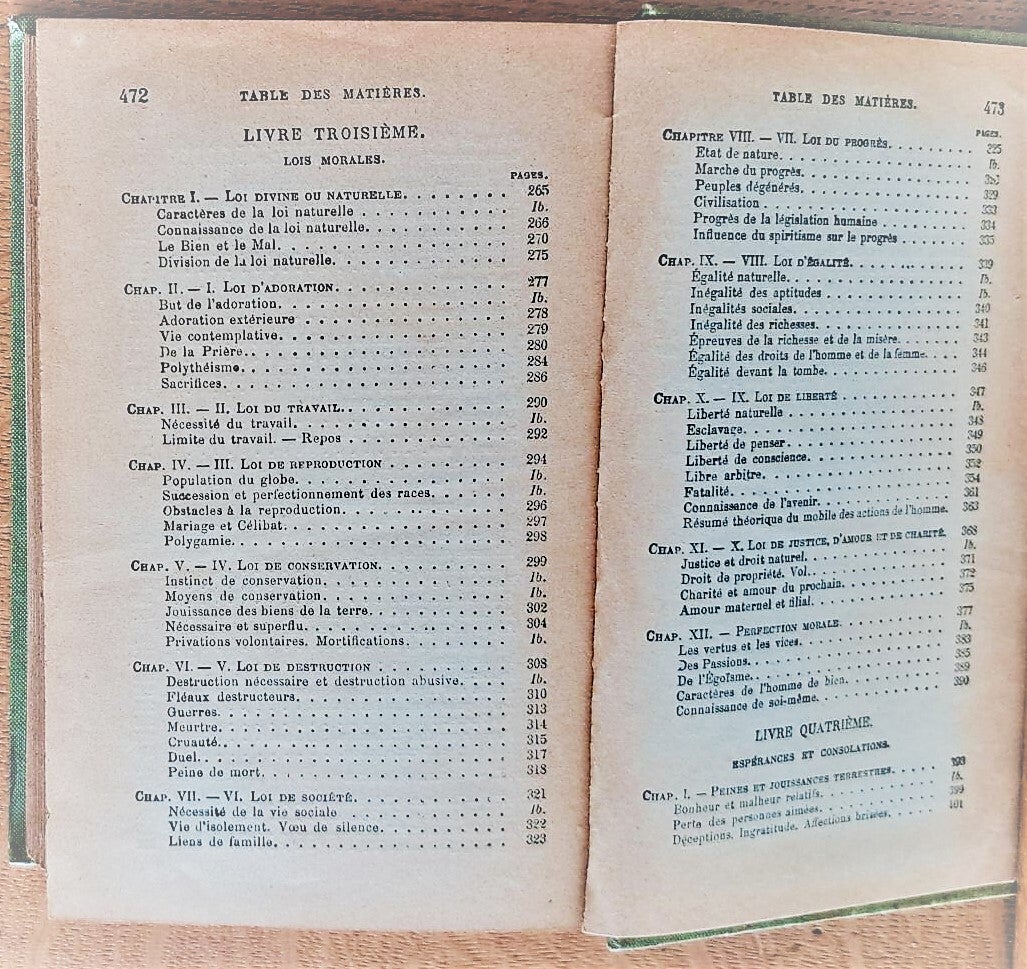 472 TABLE DES MATIÈRES.
LIVRE TROISIÈME.
LOIS MORALES.
PAGES.
CHAPITRE I. — LOI DIVINE OU NATURELLE. 265
Caractères de la loi naturelle Ib.
Connaissance de la loi naturelle. 266
Le Bien et le Mal. 270
Division de la loi naturelle. 275
CHAP. II. — I. LOI D'ADORATION. 277
But de l'adoration. Ib.
Adoration extérieure 278
Vie contemplative. 279
De la Prière. 280
Polythéisme. 284
Sacrifices. 286
CHAP. III. — II. LOI DU TRAVAIL. 290
Nécessité du travail. Ib.
Limite du travail. — Repos 292
CHAP. IV. — III. LOI DE REPRODUCTION 294
Population du globe. Ib.
Succession et perfectionnement des races. Ib.
Obstacles à la reproduction. 296
Mariage et Célibat. 297
Polygamie. 298
CHAP. V. — IV. LOI DE CONSERVATION. 299
Instinct de conservation. Ib.
Moyens de conservation. Ib.
Jouissance des biens de la terre. 302
Nécessaire et superflu. 304
Privations volontaires. Mortifications. Ib.
CHAP. VI. — V. LOI DE DESTRUCTION 308
Destruction nécessaire et destruction abusive. Ib.
Fléaux destructeurs. 310
Guerres. 313
Meurtre. 314
Cruauté. 315
Duel. 317
Peine de mort. 318
CHAP. VII. — VI. LOI DE SOCIÉTÉ. 321
Nécessité de la vie sociale Ib.
Vie d'isolement. Vœu de silence. 322
Liens de famille. 323
TABLE DES MATIÈRES. 473
PAGES.
CHAPITRE VIII. — VII. LOI DU PROGRÈS. 325
Etat de nature. Ib.
Marche du progrès.
Peuples dégénérés. 329
Civilisation 333
Progrès de la législation humaine 334
Influence du spiritisme sur le progrès 335
CHAP. IX. — VIII. LOI D'ÉGALITÉ. 339
Égalité naturelle. Ib.
Inégalité des aptitudes Ib.
Inégalités sociales. 340
Inégalité des richesses. 341
Épreuves de la richesse et de la misère. 343
Égalité des droits de l'homme et de la femme. 344
Égalité devant la tombe. 346
CHAP. X. — IX. LOI DE LIBERTÉ 347
Liberté naturelle Ib.
Esclavage. 348
Liberté de penser. 349
Liberté de conscience. 350
Libre arbitre. 352
Fatalité. 354
Connaissance de l'avenir. 361
Résumé théorique du mobile des actions de l'homme. 363
CHAP. XI. — X. LOI DE JUSTICE, D'AMOUR ET DE CHARITÉ. 368
Justice et droit naturel. Ib.
Droit de propriété. Vol. 371
Charité et amour du prochain. 372
Amour maternel et filial. 375
CHAP. XII. — PERFECTION MORALE. 377
Les vertus et les vices. Ib.
Des Passions. 383
De l'Égoïsme. 385
Caractères de l'homme de bien. 389
Connaissance de soi-même. 390
LIVRE QUATRIÈME.
ESPÉRANCES ET CONSOLATIONS.
CHAP. I. — PEINES ET JOUISSANCES TERRESTRES. 393
Bonheur et malheur relatifs. Ib.
Perte des personnes aimées. 399
Déceptions. Ingratitude. Affections brisées. 401